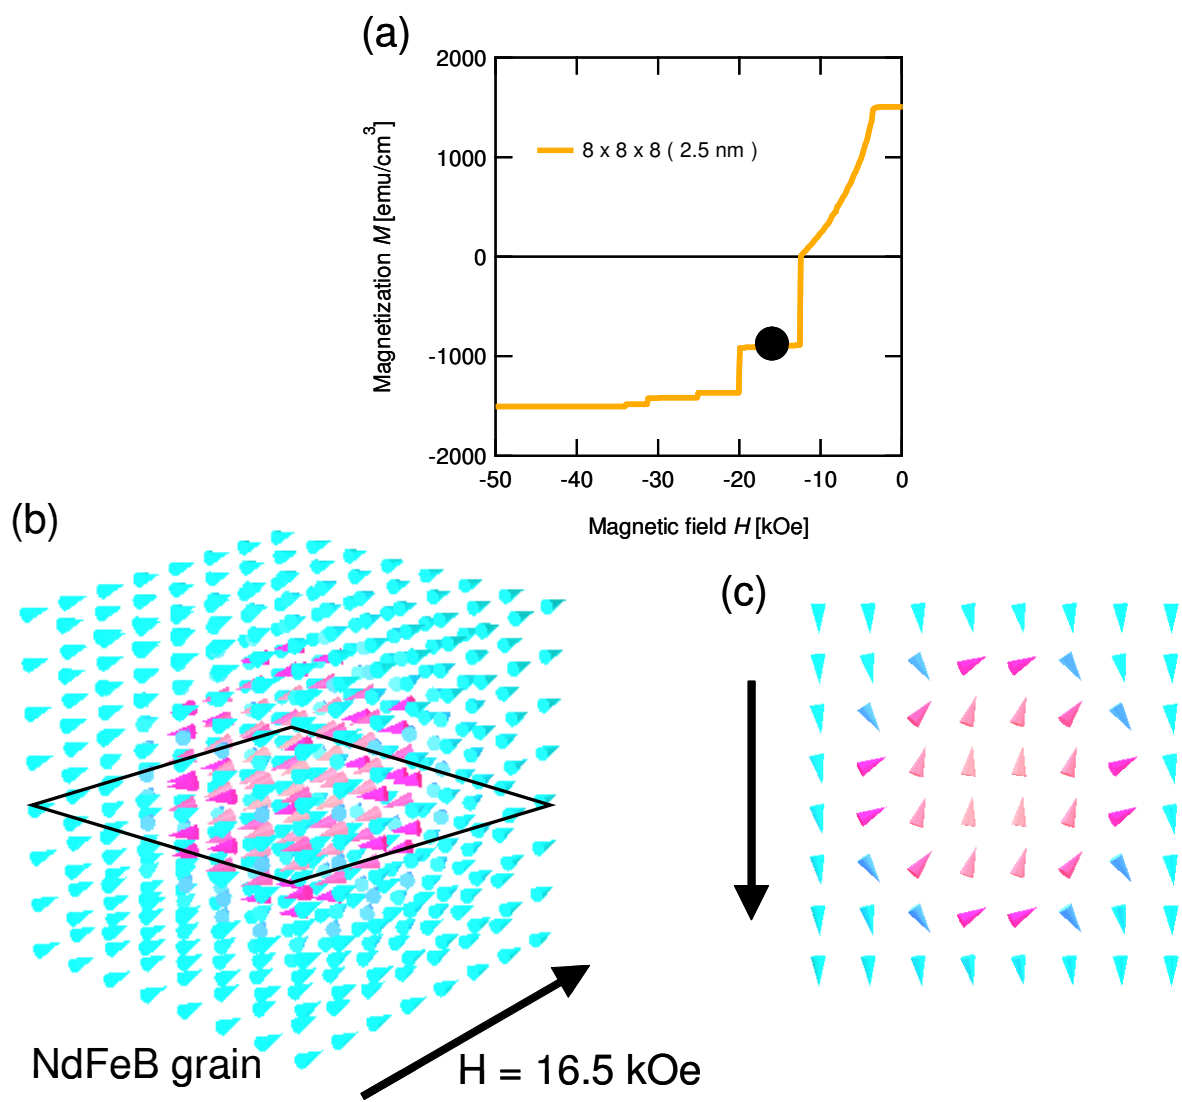 (a)
2000
1000
0
-1000
-2000
Magnetization M [emu/cm³]
8 x 8 x 8 ( 2.5 nm )
-50 -40 -30 -20 -10 0
Magnetic field H [kOe]
(b)
(c)
NdFeB grain
H = 16.5 kOe